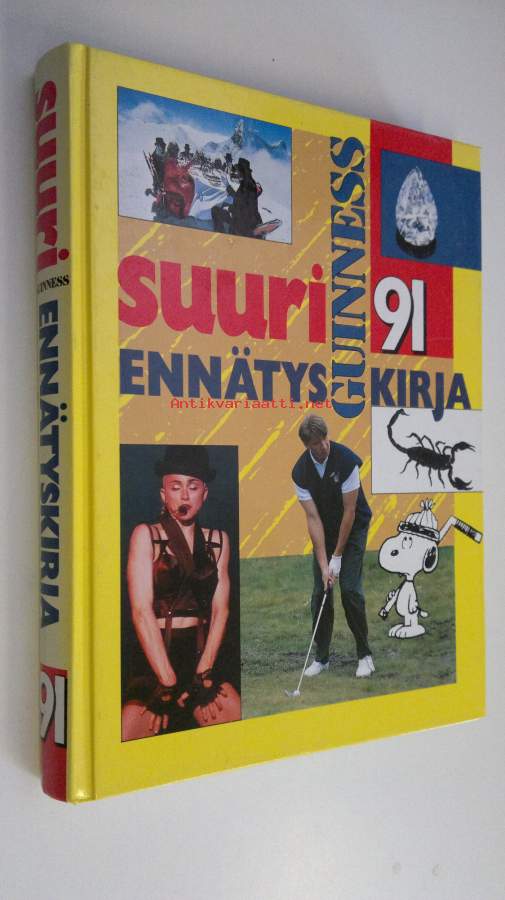 suuri
GUINNESS
91
ENNÄTYS KIRJA
Antikvariaatti.net
suuri
GUINNESS
ENNÄTYSKIRJA
91